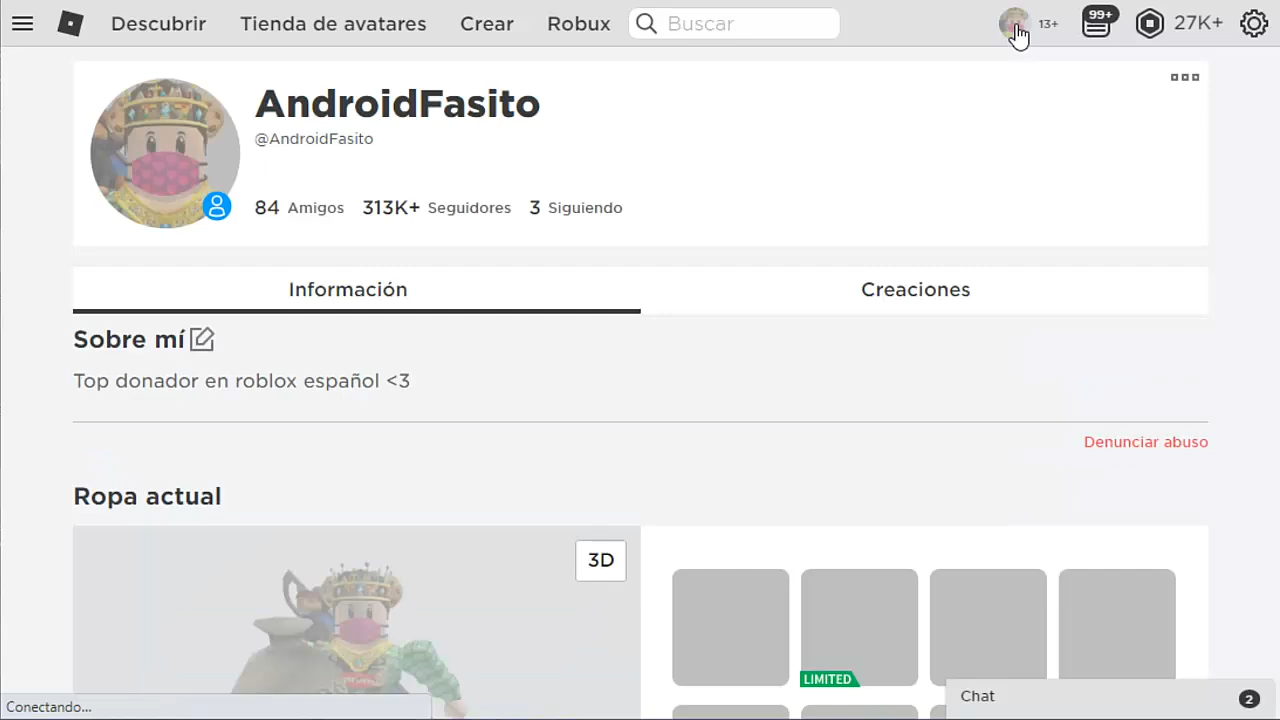 Descubrir Tienda de avatares Crear Robux Buscar 13+ 99+ 27K+
AndroidFasito
@AndroidFasito
84 Amigos 313K+ Seguidores 3 Siguiendo
Información Creaciones
Sobre mí
Top donador en roblox español <3
Denunciar abuso
Ropa actual
3D
LIMITED
Chat 2
Conectando...